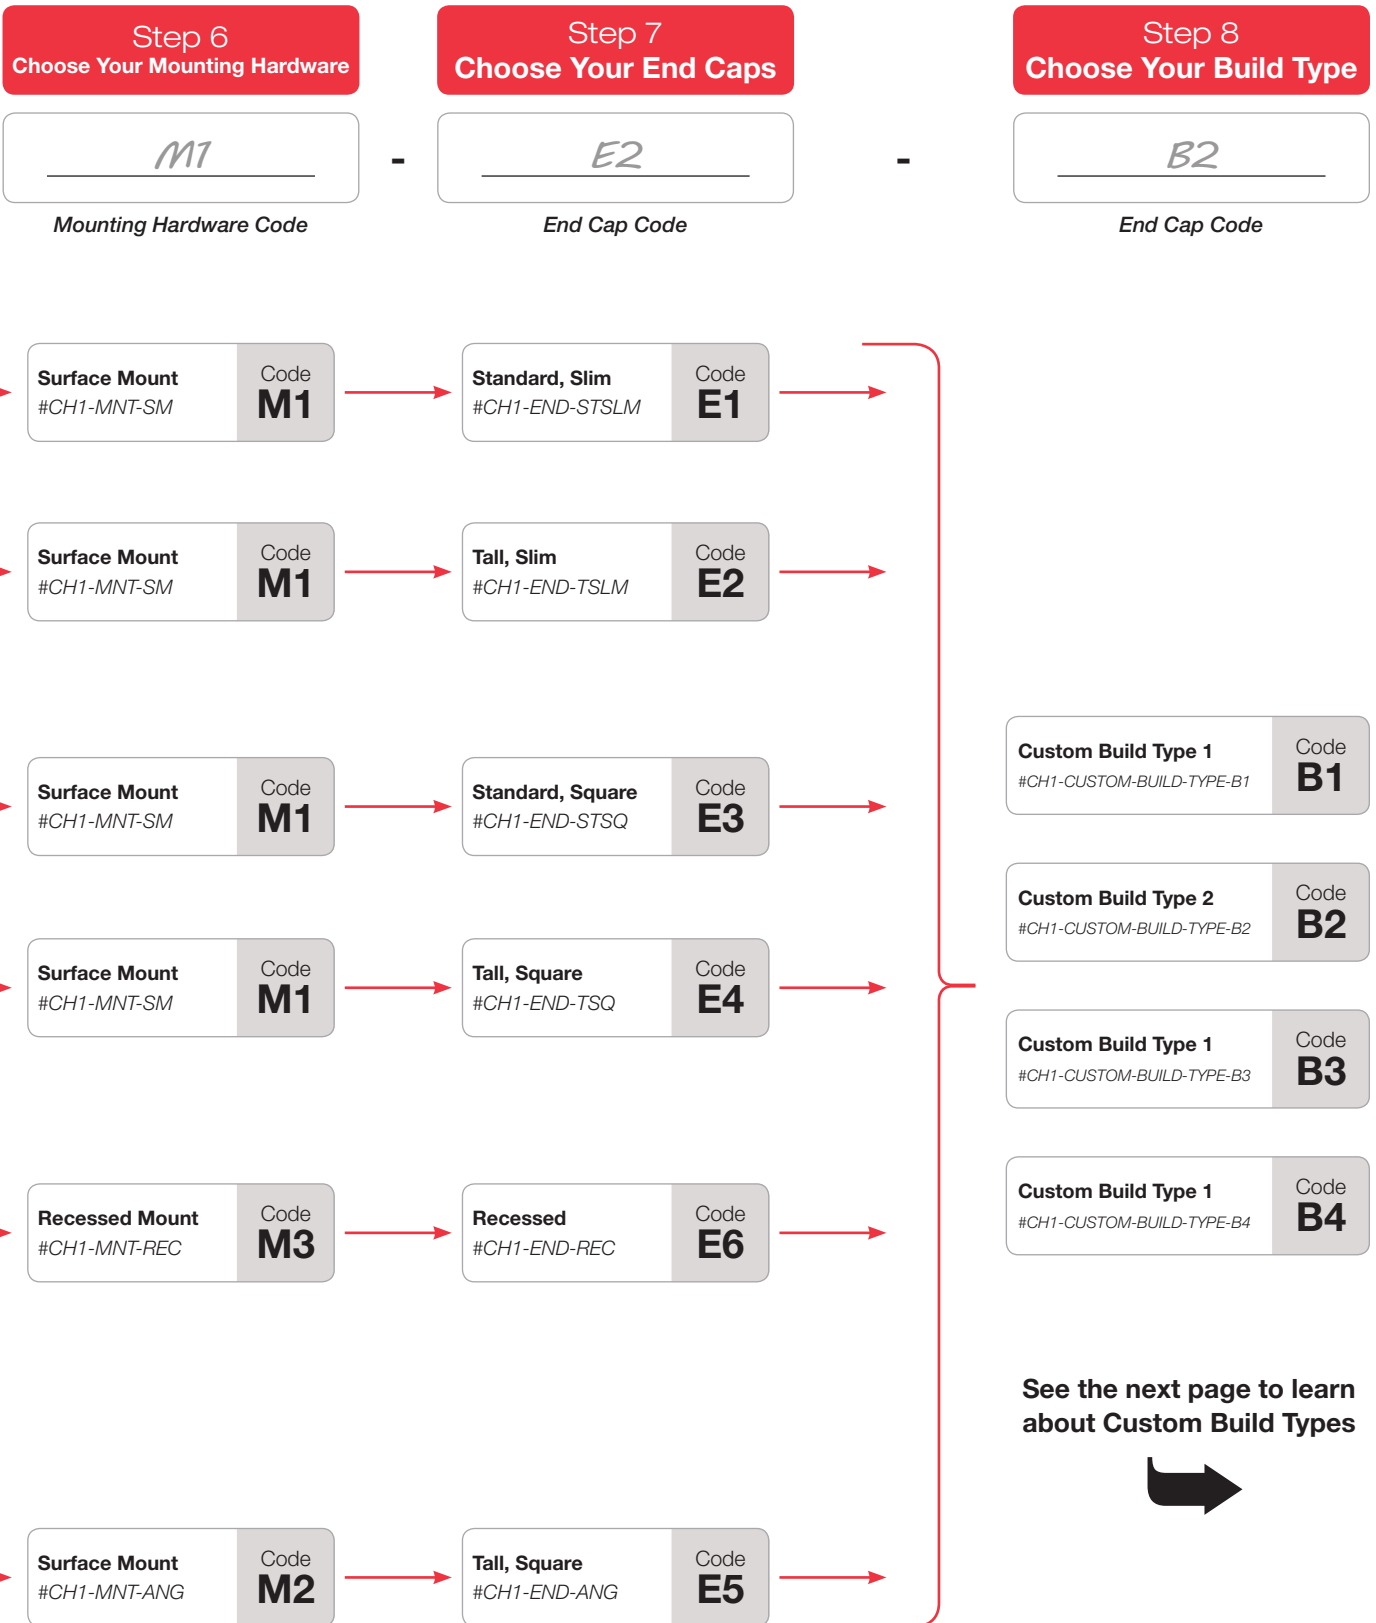 Step 6
Choose Your Mounting Hardware
Step 7
Choose Your End Caps
Step 8
Choose Your Build Type
M1
-
E2
-
B2
Mounting Hardware Code
End Cap Code
End Cap Code
Surface Mount
#CH1-MNT-SM
Code
M1
Standard, Slim
#CH1-END-STSLM
Code
E1
Surface Mount
#CH1-MNT-SM
Code
M1
Tall, Slim
#CH1-END-TSLM
Code
E2
Surface Mount
#CH1-MNT-SM
Code
M1
Standard, Square
#CH1-END-STSQ
Code
E3
Surface Mount
#CH1-MNT-SM
Code
M1
Tall, Square
#CH1-END-TSQ
Code
E4
Recessed Mount
#CH1-MNT-REC
Code
M3
Recessed
#CH1-END-REC
Code
E6
Surface Mount
#CH1-MNT-ANG
Code
M2
Tall, Square
#CH1-END-ANG
Code
E5
Custom Build Type 1
#CH1-CUSTOM-BUILD-TYPE-B1
Code
B1
Custom Build Type 2
#CH1-CUSTOM-BUILD-TYPE-B2
Code
B2
Custom Build Type 1
#CH1-CUSTOM-BUILD-TYPE-B3
Code
B3
Custom Build Type 1
#CH1-CUSTOM-BUILD-TYPE-B4
Code
B4
See the next page to learn
about Custom Build Types